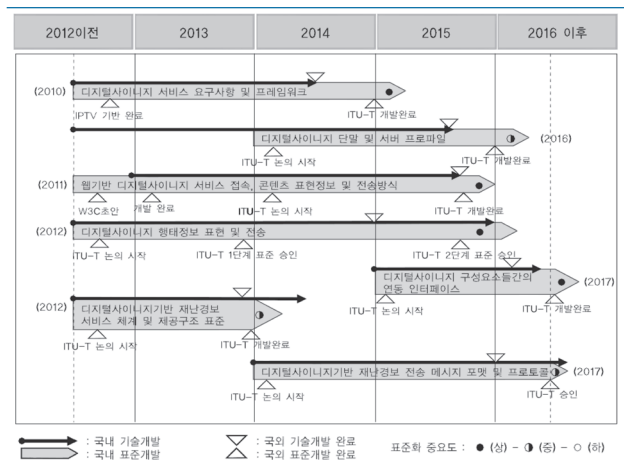 2012이전 2013 2014 2015 2016 이후
(2010) 디지털사이니지 서비스 요구사항 및 프레임워크
IPTV 기반 완료 ITU-T 개발완료
디지털사이니지 단말 및 서버 프로파일 (2016)
ITU-T 논의 시작 ITU-T 개발완료
(2011) 웹기반 디지털사이니지 서비스 접속, 콘텐츠 표현정보 및 전송방식
W3C초안 개발 완료 ITU-T 논의 시작 ITU-T 개발완료
(2012) 디지털사이니지 행태정보 표현 및 전송
ITU-T 논의 시작 ITU-T 1단계 표준 승인 ITU-T 2단계 표준 승인
디지털사이니지 구성요소들간의
연동 인터페이스 (2017)
ITU-T 논의 시작 ITU-T 개발완료
(2012) 디지털사이니지기반 재난경보
서비스 체계 및 제공구조 표준
ITU-T 논의 시작 ITU-T 개발완료
디지털사이니지기반 재난경보 전송 메시지 포맷 및 프로토콜 (2017)
ITU-T 논의 시작 ITU-T 승인
: 국내 기술개발 : 국외 기술개발 완료 표준화 중요도 : ● (상) - ◑ (중) - ○ (하)
: 국내 표준개발 : 국외 표준개발 완료